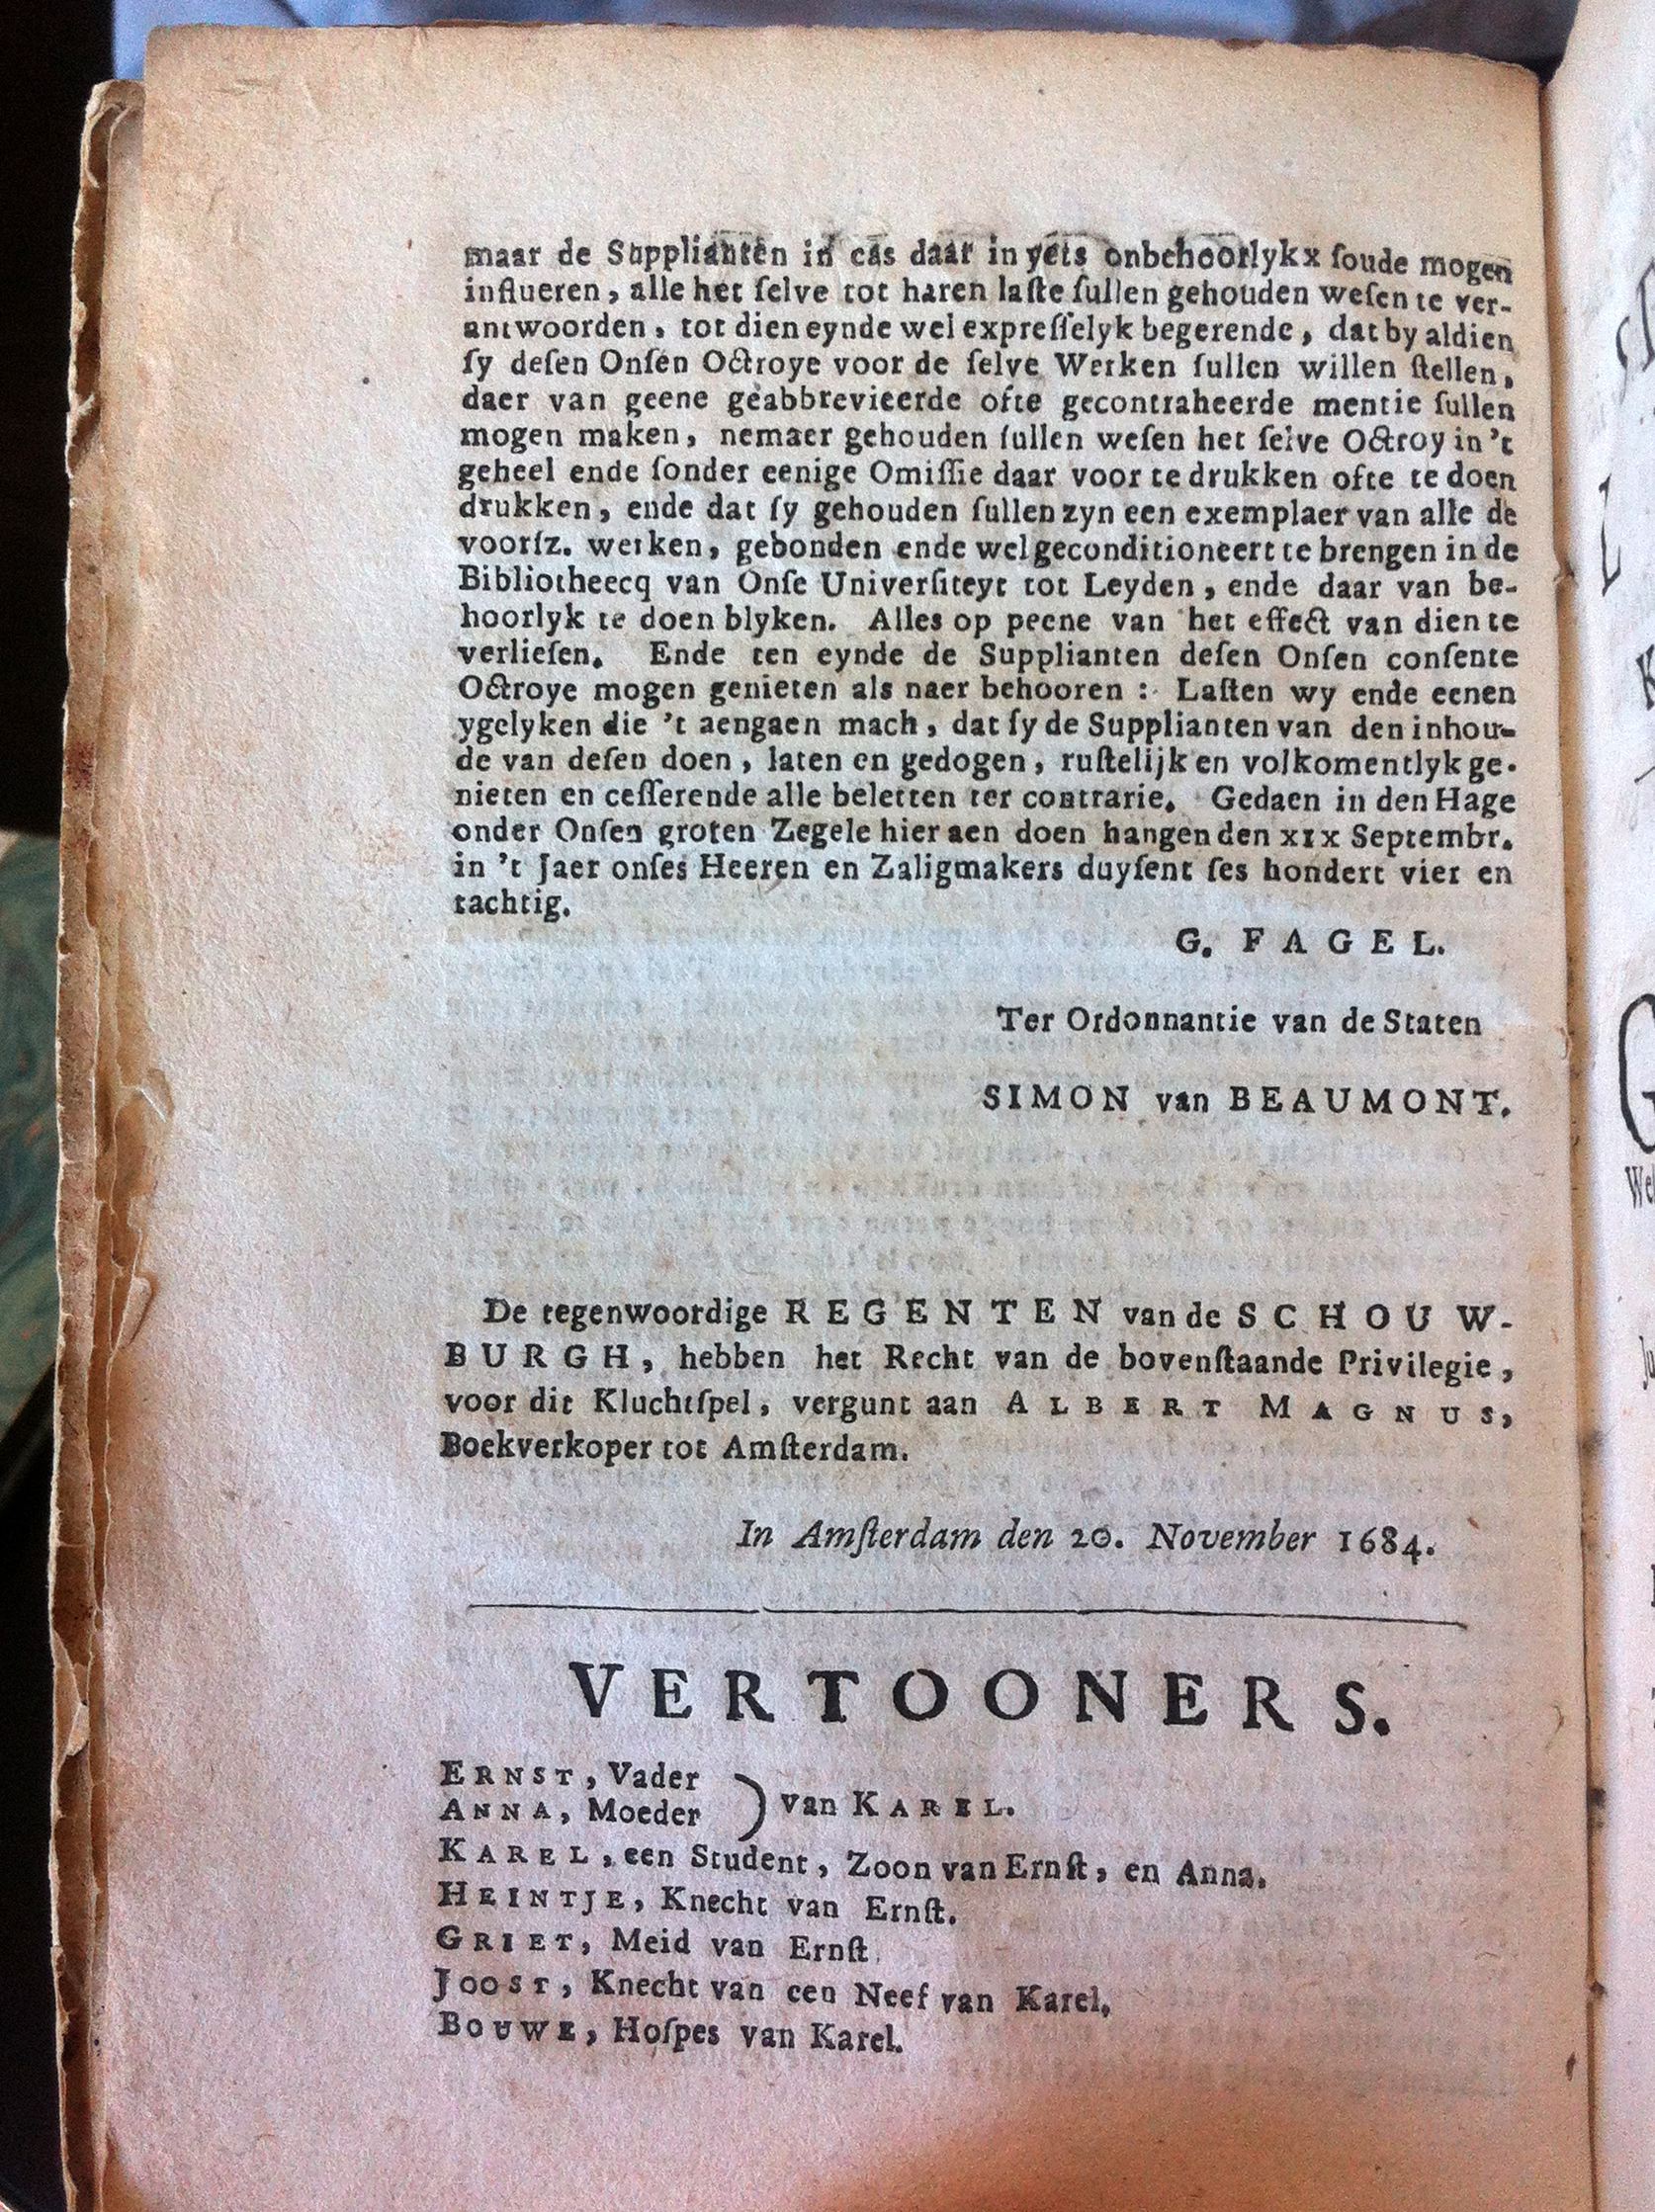 maar de Supplianten in cas daar in yets onbehoorlykx ſoude mogen
influeren, alle het ſelve tot haren laſte ſullen gehouden weſen te ver-
antwoorden, tot dien eynde wel expreſſelyk begerende, dat by aldien
ſy deſen Onſen Octroye voor de ſelve Werken ſullen willen ſtellen,
daer van geene geabbrevieerde ofte gecontraheerde mentie ſullen
mogen maken, nemaer gehouden ſullen weſen het ſelve Octroy in 't
geheel ende ſonder eenige Omiſſie daar voor te drukken ofte te doen
drukken, ende dat ſy gehouden ſullen zyn een exemplaer van alle de
voorſz. werken, gebonden ende wel geconditioneert te brengen in de
Bibliotheecq van Onſe Univerſiteyt tot Leyden, ende daar van be-
hoorlyk te doen blyken. Alles op peene van het effect van dien te
verlieſen. Ende ten eynde de Supplianten deſen Onſen conſente
Octroye mogen genieten als naer behooren: Laſten wy ende eenen
ygelyken die 't aengaen mach, dat ſy de Supplianten van den inhou-
de van deſen doen, laten en gedogen, ruſtelijk en volkomentlyk ge-
nieten en ceſſerende alle beletten ter contrarie. Gedaen in den Hage
onder Onſen groten Zegele hier aen doen hangen den XIX Septembr.
in 't Jaer onſes Heeren en Zaligmakers duyſent ſes hondert vier en
tachtig.
G. FAGEL.
Ter Ordonnantie van de Staten
SIMON van BEAUMONT.
De tegenwoordige REGENTEN van de SCHOUW-
BURGH, hebben het Recht van de bovenſtaande Privilegie,
voor dit Kluchtſpel, vergunt aan ALBERT MAGNUS,
Boekverkoper tot Amſterdam.
In Amſterdam den 20. November 1684.
VERTOONERS.
ERNST, Vader
ANNA, Moeder ) van KAREL.
KAREL, een Student, Zoon van Ernſt, en Anna.
HEINTJE, Knecht van Ernſt.
GRIET, Meid van Ernſt.
JOOST, Knecht van een Neef van Karel.
BOUWE, Hoſpes van Karel.